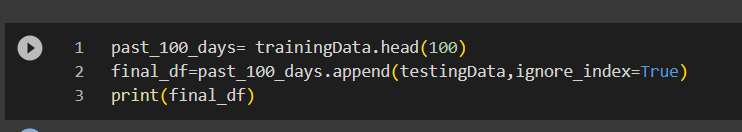 1 past_100_days= trainingData.head(100)
2 final_df=past_100_days.append(testingData,ignore_index=True)
3 print(final_df)